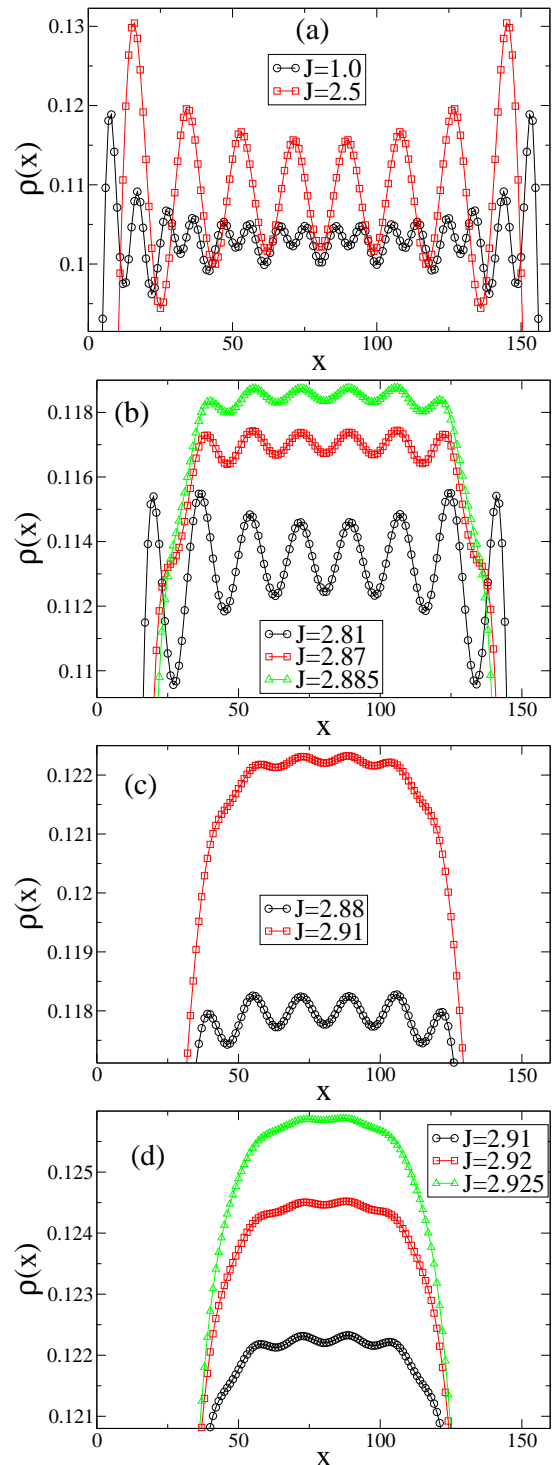 (a)
J=1.0
J=2.5
0.13
0.12
0.11
0.1
ρ(x)
0 50 100 150
x
(b)
J=2.81
J=2.87
J=2.885
0.118
0.116
0.114
0.112
0.11
ρ(x)
0 50 100 150
x
(c)
J=2.88
J=2.91
0.122
0.121
0.12
0.119
0.118
ρ(x)
0 50 100 150
x
(d)
J=2.91
J=2.92
J=2.925
0.125
0.124
0.123
0.122
0.121
ρ(x)
0 50 100 150
x